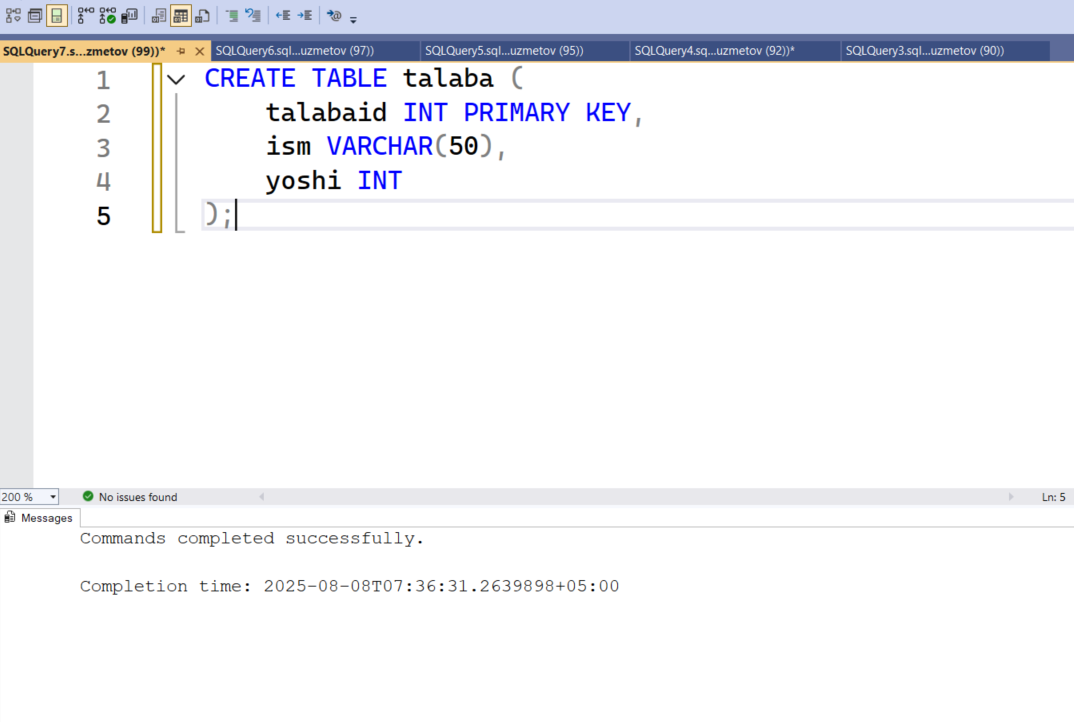 SQLQuery7.s...zmetov (99))*
SQLQuery6.sql...uzmetov (97))
SQLQuery5.sql...uzmetov (95))
SQLQuery4.sq...uzmetov (92))*
SQLQuery3.sql...uzmetov (90))
1 CREATE TABLE talaba (
2 talabaid INT PRIMARY KEY,
3 ism VARCHAR(50),
4 yoshi INT
5 );
200 %
No issues found
Ln: 5
Messages
Commands completed successfully.
Completion time: 2025-08-08T07:36:31.2639898+05:00